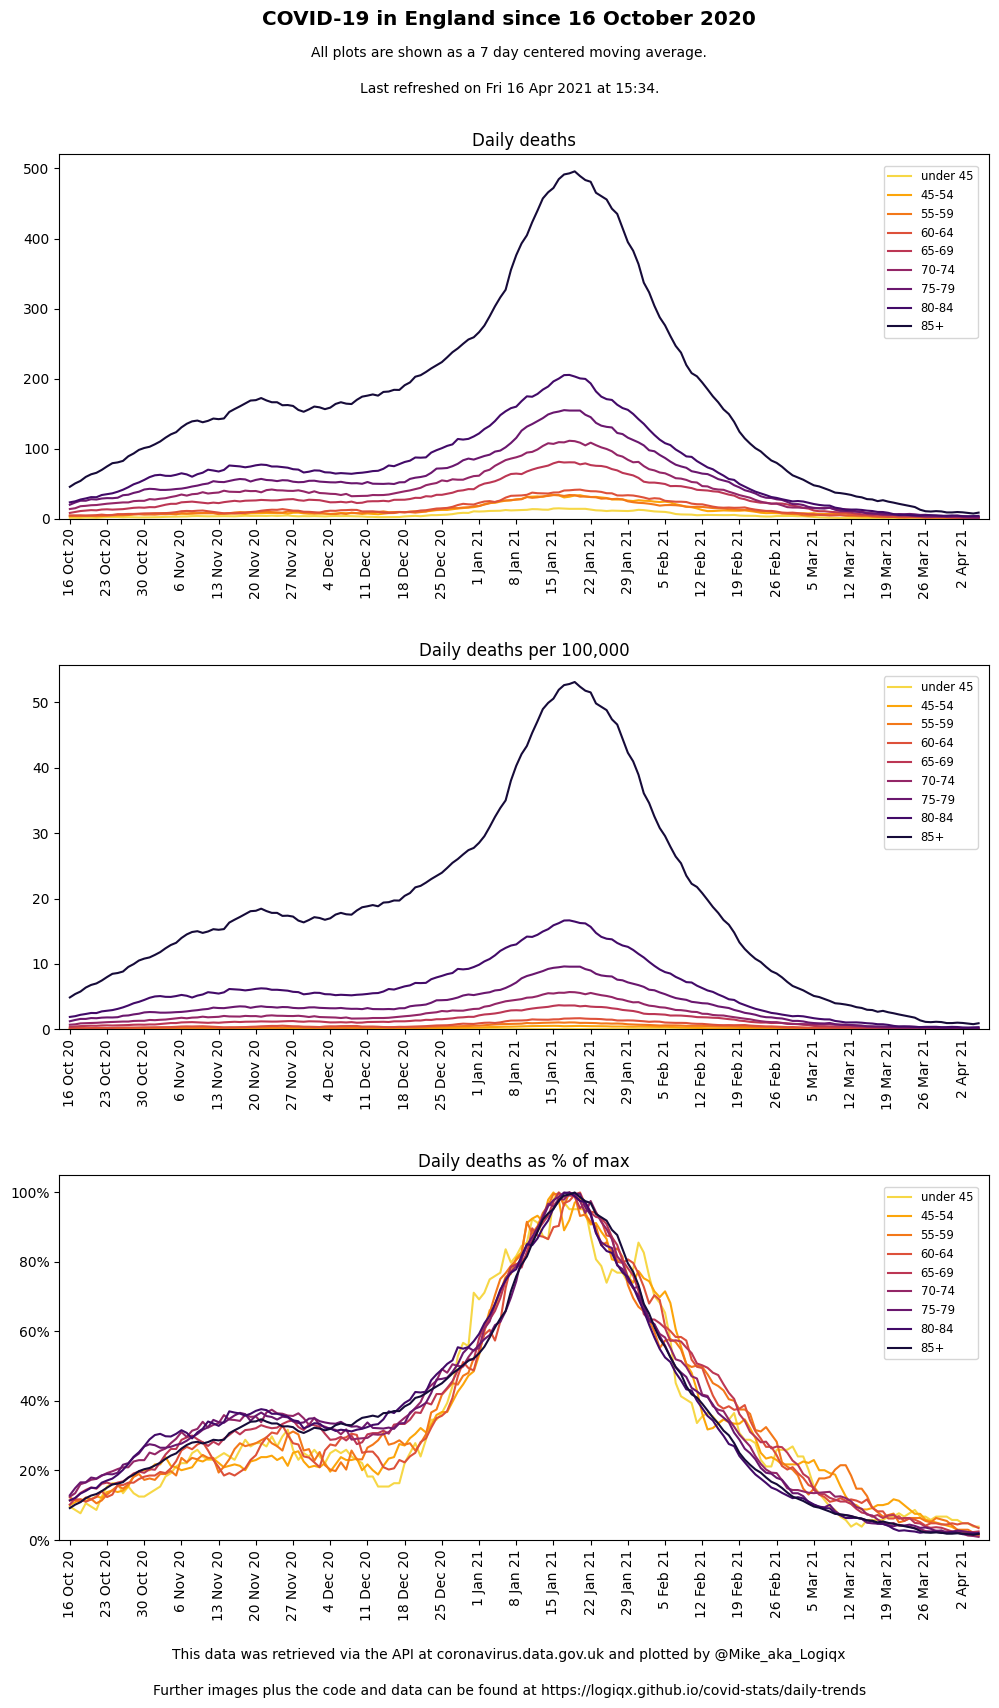 COVID-19 in England since 16 October 2020
All plots are shown as a 7 day centered moving average.
Last refreshed on Fri 16 Apr 2021 at 15:34.
Daily deaths
500
400
300
200
100
0
under 45
45-54
55-59
60-64
65-69
70-74
75-79
80-84
85+
16 Oct 20
23 Oct 20
30 Oct 20
6 Nov 20
13 Nov 20
20 Nov 20
27 Nov 20
4 Dec 20
11 Dec 20
18 Dec 20
25 Dec 20
1 Jan 21
8 Jan 21
15 Jan 21
22 Jan 21
29 Jan 21
5 Feb 21
12 Feb 21
19 Feb 21
26 Feb 21
5 Mar 21
12 Mar 21
19 Mar 21
26 Mar 21
2 Apr 21
Daily deaths per 100,000
50
40
30
20
10
0
under 45
45-54
55-59
60-64
65-69
70-74
75-79
80-84
85+
16 Oct 20
23 Oct 20
30 Oct 20
6 Nov 20
13 Nov 20
20 Nov 20
27 Nov 20
4 Dec 20
11 Dec 20
18 Dec 20
25 Dec 20
1 Jan 21
8 Jan 21
15 Jan 21
22 Jan 21
29 Jan 21
5 Feb 21
12 Feb 21
19 Feb 21
26 Feb 21
5 Mar 21
12 Mar 21
19 Mar 21
26 Mar 21
2 Apr 21
Daily deaths as % of max
100%
80%
60%
40%
20%
0%
under 45
45-54
55-59
60-64
65-69
70-74
75-79
80-84
85+
16 Oct 20
23 Oct 20
30 Oct 20
6 Nov 20
13 Nov 20
20 Nov 20
27 Nov 20
4 Dec 20
11 Dec 20
18 Dec 20
25 Dec 20
1 Jan 21
8 Jan 21
15 Jan 21
22 Jan 21
29 Jan 21
5 Feb 21
12 Feb 21
19 Feb 21
26 Feb 21
5 Mar 21
12 Mar 21
19 Mar 21
26 Mar 21
2 Apr 21
This data was retrieved via the API at coronavirus.data.gov.uk and plotted by @Mike_aka_Logiqx
Further images plus the code and data can be found at https://logiqx.github.io/covid-stats/daily-trends